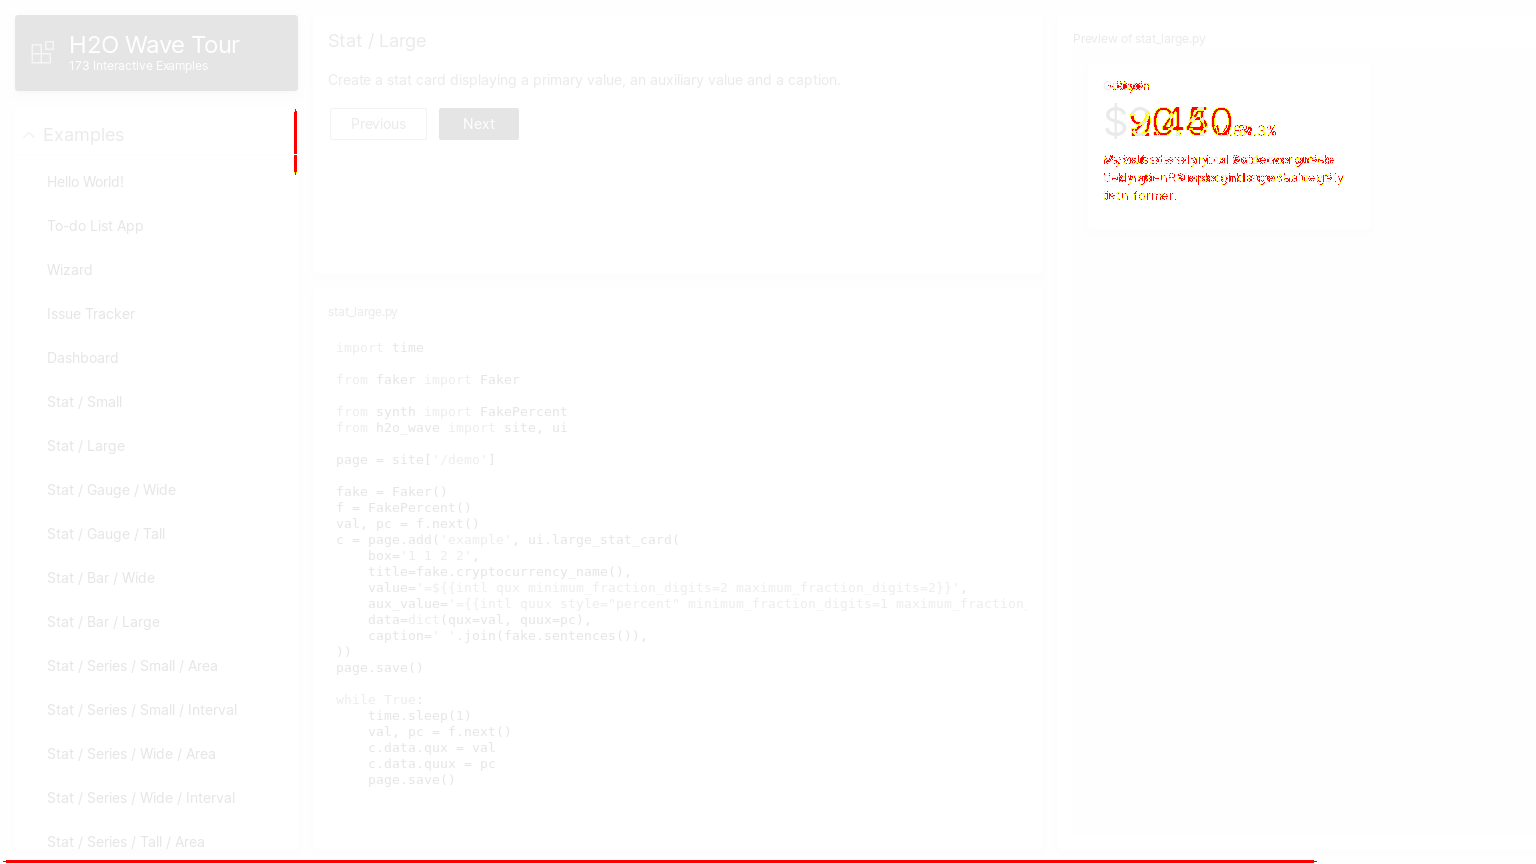 H2O Wave Tour
173 Interactive Examples
Examples
Hello World!
To-do List App
Wizard
Issue Tracker
Dashboard
Stat / Small
Stat / Large
Stat / Gauge / Wide
Stat / Gauge / Tall
Stat / Bar / Wide
Stat / Bar / Large
Stat / Series / Small / Area
Stat / Series / Small / Interval
Stat / Series / Wide / Area
Stat / Series / Wide / Interval
Stat / Series / Tall / Area
Stat / Large
Create a stat card displaying a primary value, an auxiliary value and a caption.
Previous
Next
stat_large.py
import time
from faker import Faker
from synth import FakePercent
from h2o_wave import site, ui
page = site['/demo']
fake = Faker()
f = FakePercent()
val, pc = f.next()
c = page.add('example', ui.large_stat_card(
box='1 1 2 2',
title=fake.cryptocurrency_name(),
value='=${{intl qux minimum_fraction_digits=2 maximum_fraction_digits=2}}',
aux_value='={{intl quux style="percent" minimum_fraction_digits=1 maximum_fraction_
data=dict(qux=val, quux=pc),
caption=' '.join(fake.sentences()),
))
page.save()
while True:
time.sleep(1)
val, pc = f.next()
c.data.qux = val
c.data.quux = pc
page.save()
Preview of stat_large.py
$
former.